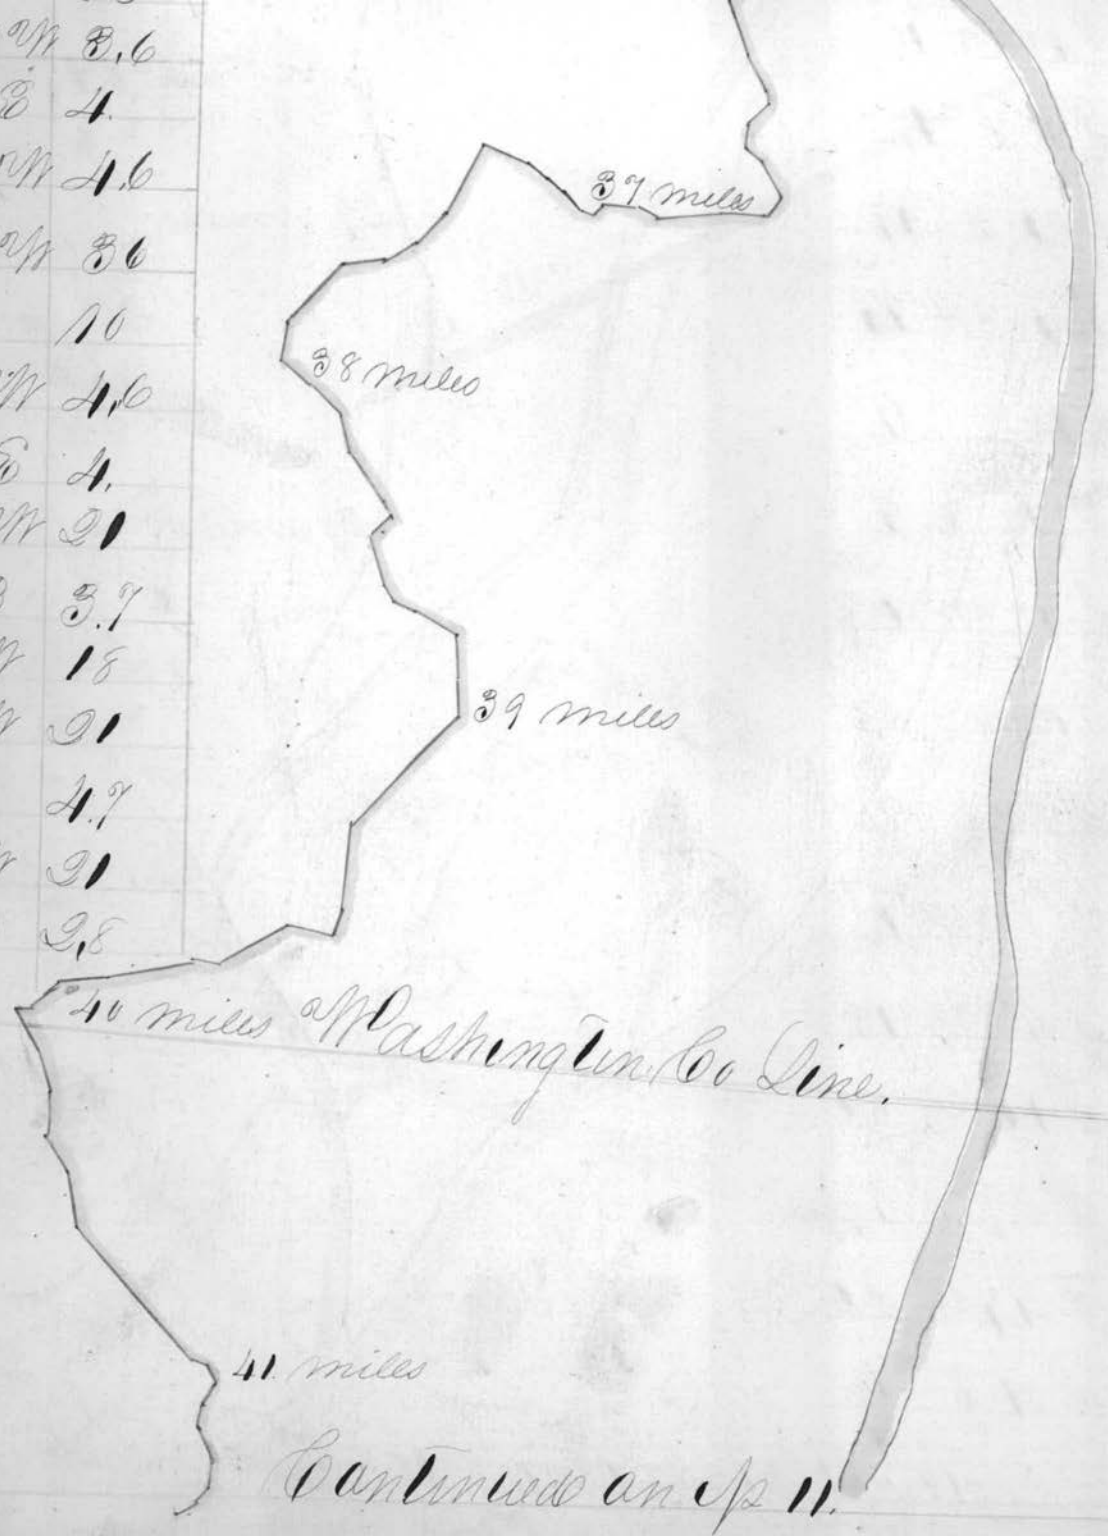 W 3.6
E 4.
W 4.6
W 36
10
W 4.6
E 4.
W 21
3.7
W 18
W 21
4.7
W 21
2.8
37 miles
38 miles
39 miles
40 miles Washington Co Line.
41 miles
Continued on p 11.